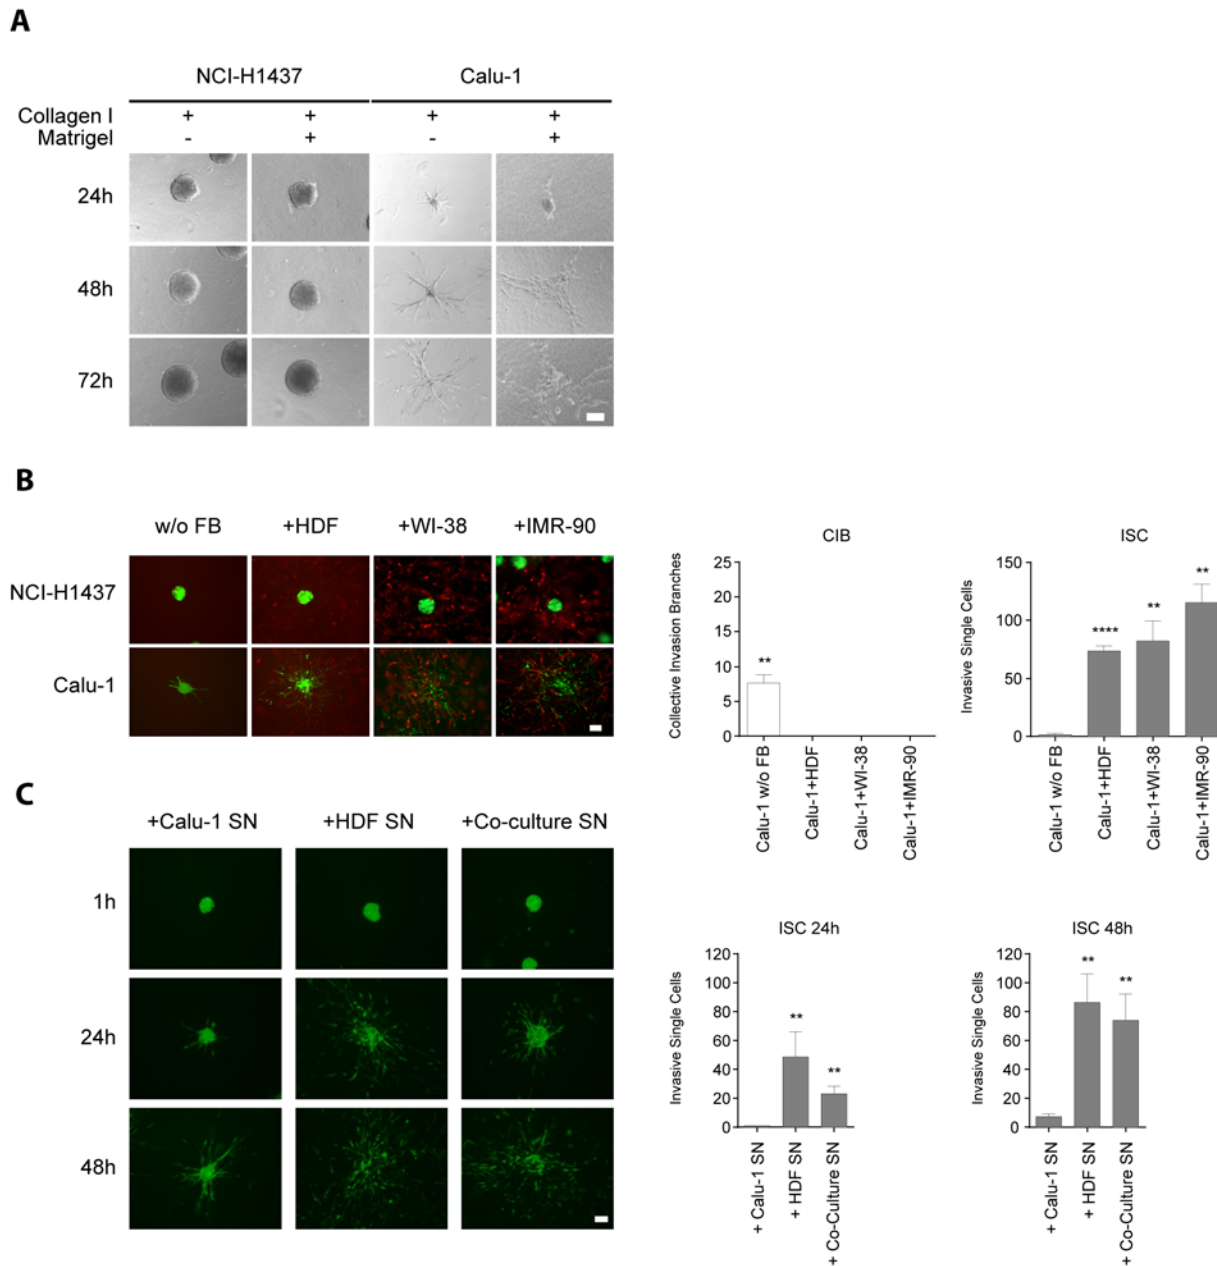 A
NCI-H1437 Calu-1
Collagen I + + + +
Matrigel - + - +
24h
48h
72h
B
w/o FB +HDF +WI-38 +IMR-90
NCI-H1437
Calu-1
CIB
Collective Invasion Branches
25
20
15
10
5
0
**
Calu-1 w/o FB
Calu-1+HDF
Calu-1+WI-38
Calu-1+IMR-90
ISC
Invasive Single Cells
150
100
50
0
**** ** **
Calu-1 w/o FB
Calu-1+HDF
Calu-1+WI-38
Calu-1+IMR-90
C
+Calu-1 SN +HDF SN +Co-culture SN
1h
24h
48h
ISC 24h
Invasive Single Cells
120
100
80
60
40
20
0
** **
+ Calu-1 SN
+ HDF SN
+ Co-Culture SN
ISC 48h
Invasive Single Cells
120
100
80
60
40
20
0
** **
+ Calu-1 SN
+ HDF SN
+ Co-Culture SN